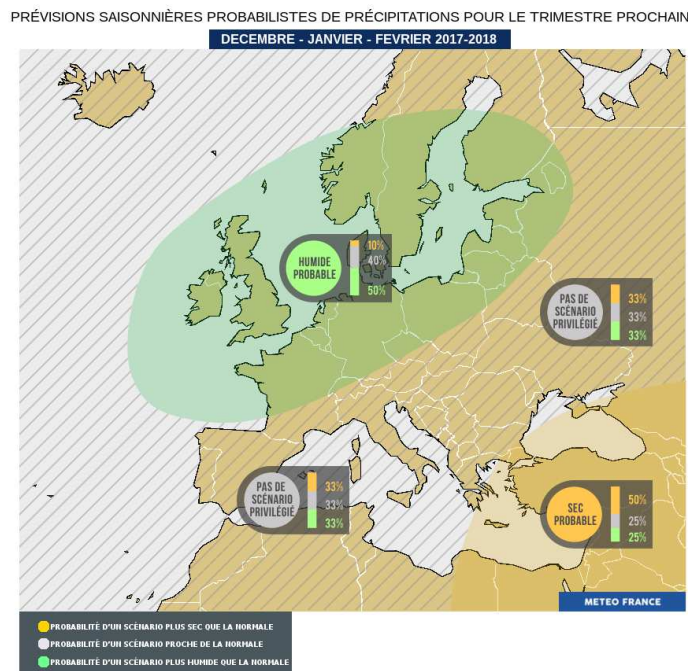 PRÉVISIONS SAISONNIÈRES PROBABILISTES DE PRÉCIPITATIONS POUR LE TRIMESTRE PROCHAIN
DECEMBRE - JANVIER - FEVRIER 2017-2018
HUMIDE
PROBABLE
10%
40%
50%
PAS DE
SCÉNARIO
PRIVILÉGIÉ
33%
33%
33%
PAS DE
SCÉNARIO
PRIVILÉGIÉ
33%
33%
33%
SEC
PROBABLE
50%
25%
25%
METEO FRANCE
PROBABILITÉ D'UN SCÉNARIO PLUS SEC QUE LA NORMALE
PROBABILITÉ D'UN SCÉNARIO PROCHE DE LA NORMALE
PROBABILITÉ D'UN SCÉNARIO PLUS HUMIDE QUE LA NORMALE